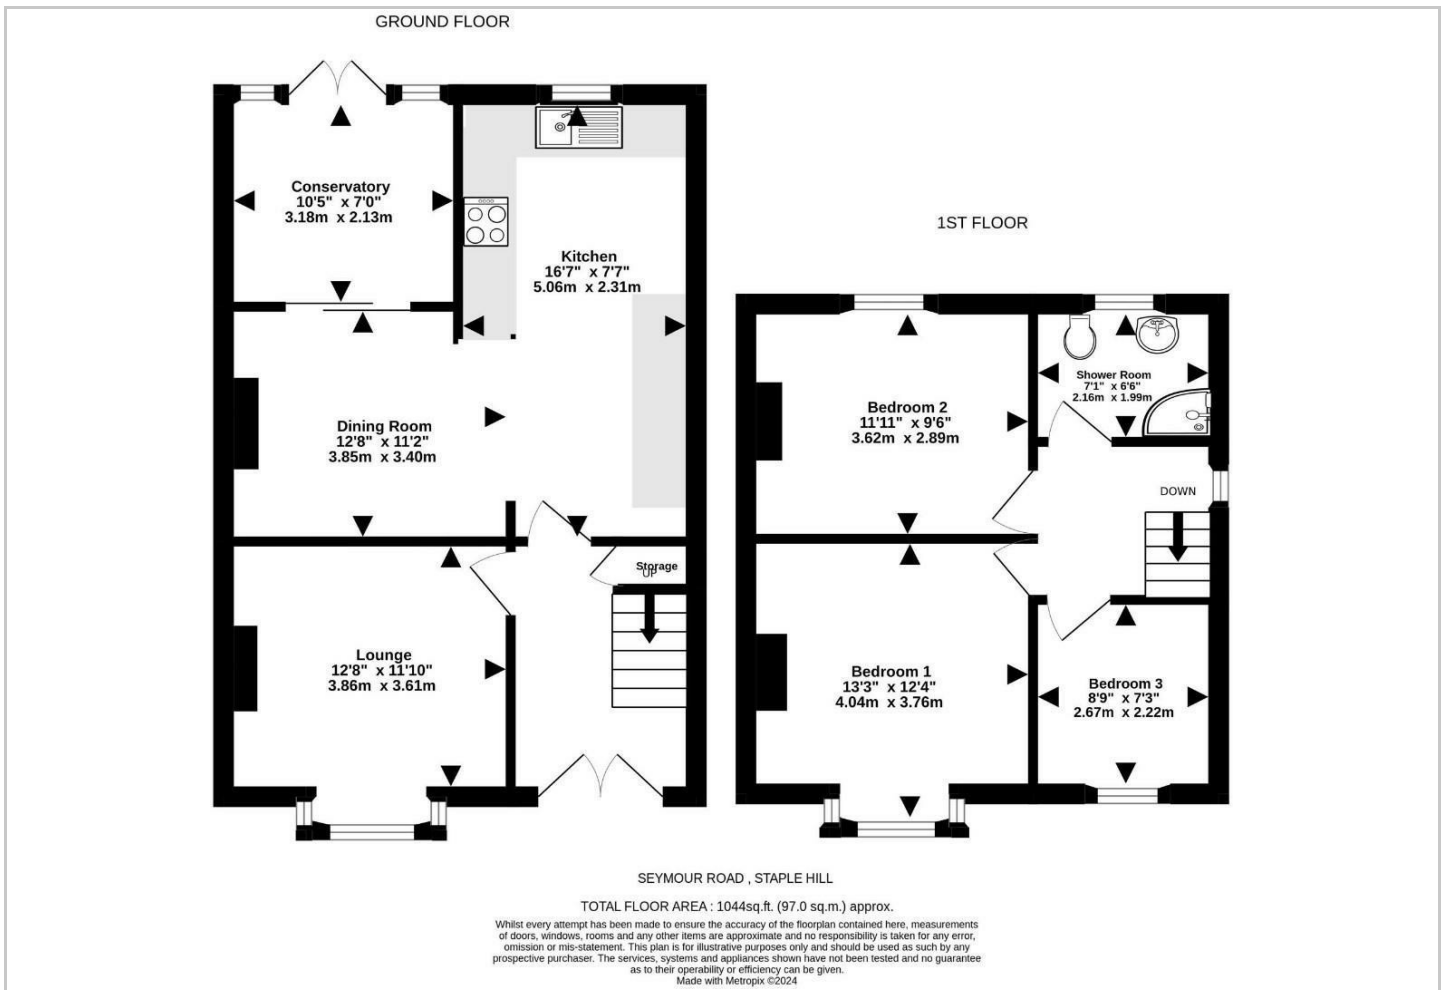 GROUND FLOOR
Conservatory
10'5" x 7'0"
3.18m x 2.13m
Kitchen
16'7" x 7'7"
5.06m x 2.31m
Dining Room
12'8" x 11'2"
3.85m x 3.40m
Storage
UP
Lounge
12'8" x 11'10"
3.86m x 3.61m
1ST FLOOR
Shower Room
7'1" x 6'6"
2.16m x 1.99m
Bedroom 2
11'11" x 9'6"
3.62m x 2.89m
DOWN
Bedroom 1
13'3" x 12'4"
4.04m x 3.76m
Bedroom 3
8'9" x 7'3"
2.67m x 2.22m
SEYMOUR ROAD , STAPLE HILL
TOTAL FLOOR AREA : 1044sq.ft. (97.0 sq.m.) approx.
Whilst every attempt has been made to ensure the accuracy of the floorplan contained here, measurements
of doors, windows, rooms and any other items are approximate and no responsibility is taken for any error,
omission or mis-statement. This plan is for illustrative purposes only and should be used as such by any
prospective purchaser. The services, systems and appliances shown have not been tested and no guarantee
as to their operability or efficiency can be given.
Made with Metropix ©2024